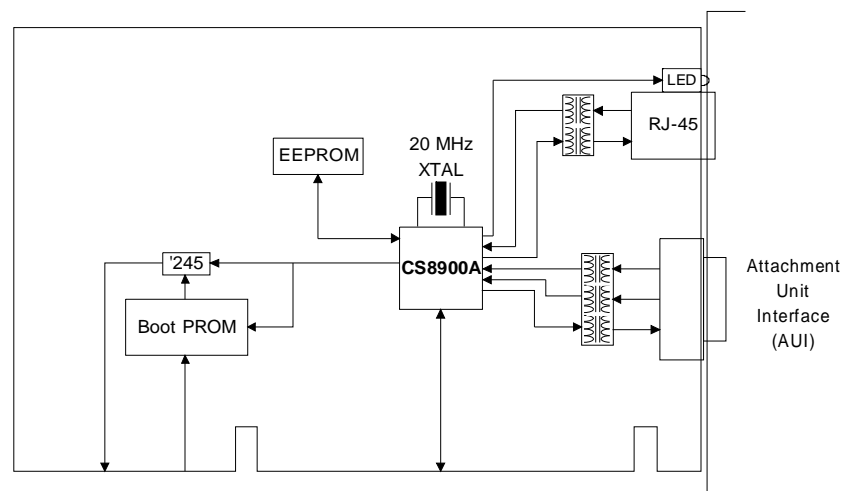 LED
RJ-45
20 MHz
XTAL
EEPROM
'245
CS8900A
Boot PROM
Attachment
Unit
Interface
(AUI)